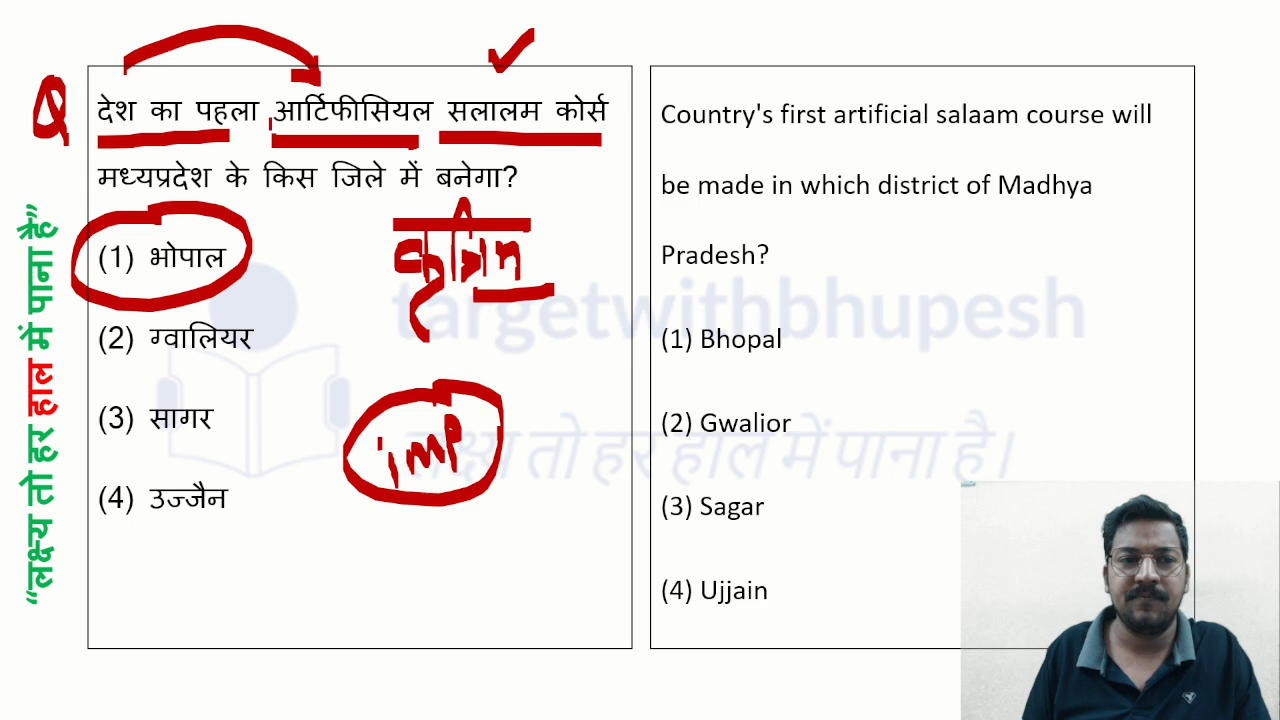 Q
देश का पहला आर्टिफीसियल सलालम कोर्स
मध्यप्रदेश के किस जिले में बनेगा?
(1) भोपाल
(2) ग्वालियर
(3) सागर
(4) उज्जैन
कृत्रिम
imp
Country's first artificial salaam course will
be made in which district of Madhya
Pradesh?
(1) Bhopal
(2) Gwalior
(3) Sagar
(4) Ujjain
"लक्ष्य तो हर हाल में पाना है"
targetwithbhupesh
लक्ष्य तो हर हाल में पाना है।